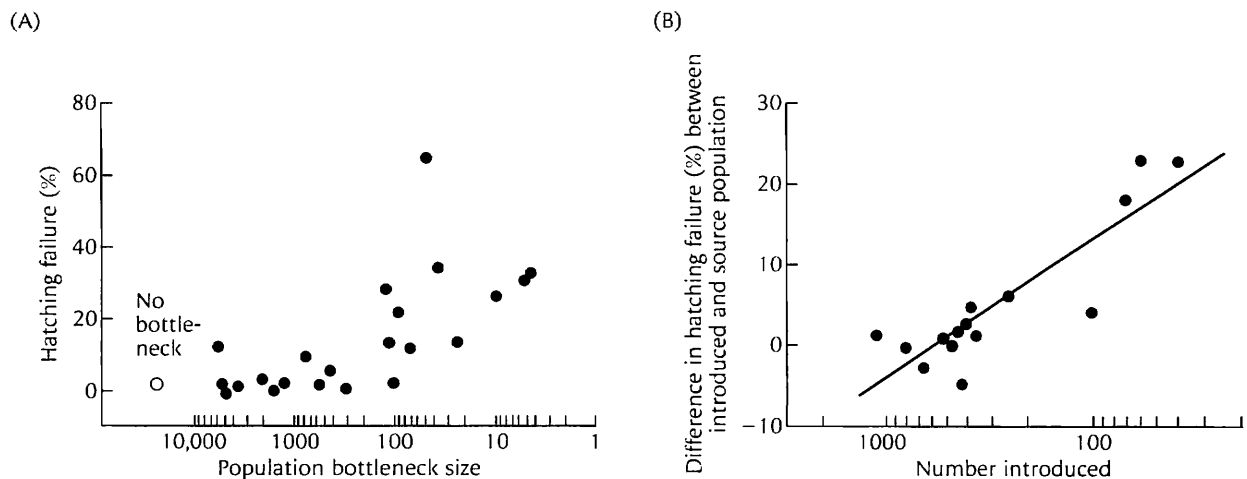 (A)
Hatching failure (%)
80
60
40
20
0
No
bottle-
neck
10,000 1000 100 10 1
Population bottleneck size
(B)
Difference in hatching failure (%) between
introduced and source population
30
20
10
0
−10
1000 100
Number introduced